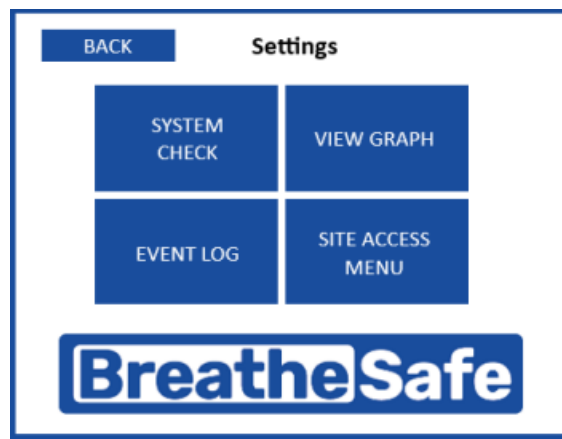 BACK
Settings
SYSTEM
CHECK
VIEW GRAPH
EVENT LOG
SITE ACCESS
MENU
BreatheSafe